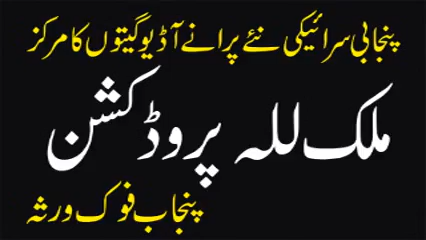 پنجابی سرائیکی نئے پرانے آڈیو گیتوں کا مرکز
ملک للہ پروڈکشن
پنجاب فوک ورثہ